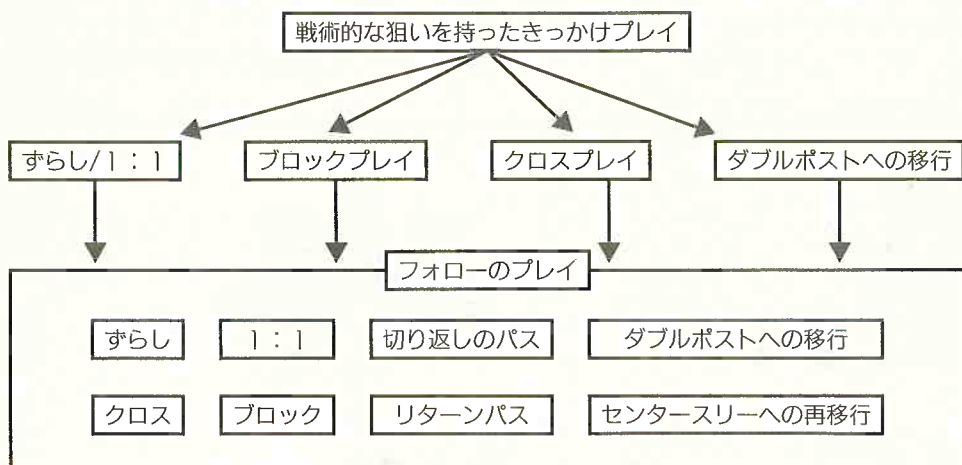 戦術的な狙いを持ったきっかけプレイ
ずらし/1：1
ブロックプレイ
クロスプレイ
ダブルポストへの移行
フォローのプレイ
ずらし
1：1
切り返しのパス
ダブルポストへの移行
クロス
ブロック
リターンパス
センタースリーへの再移行